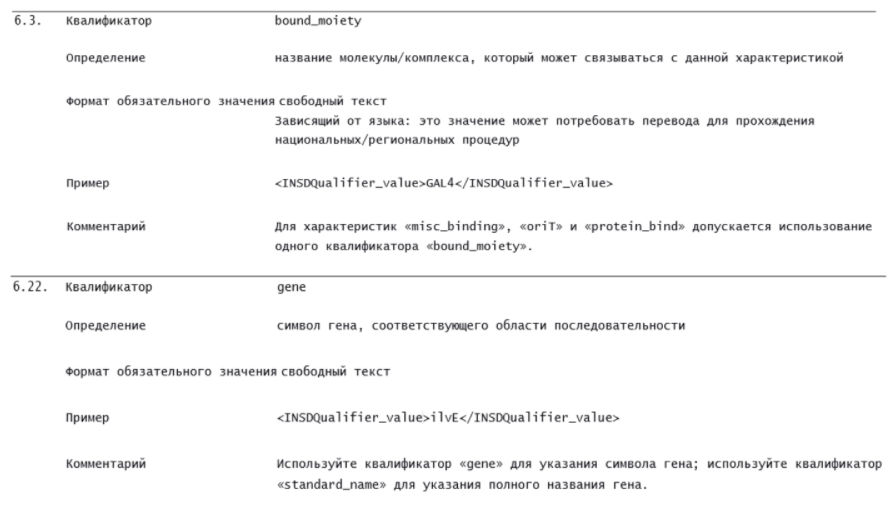 6.3. Квалификатор bound_moiety
Определение название молекулы/комплекса, который может связываться с данной характеристикой
Формат обязательного значения свободный текст
Зависящий от языка: это значение может потребовать перевода для прохождения
национальных/региональных процедур
Пример <INSDQualifier_value>GAL4</INSDQualifier_value>
Комментарий Для характеристик «misc_binding», «oriT» и «protein_bind» допускается использование
одного квалификатора «bound_moiety».
6.22. Квалификатор gene
Определение символ гена, соответствующего области последовательности
Формат обязательного значения свободный текст
Пример <INSDQualifier_value>ilvE</INSDQualifier_value>
Комментарий Используйте квалификатор «gene» для указания символа гена; используйте квалификатор
«standard_name» для указания полного названия гена.